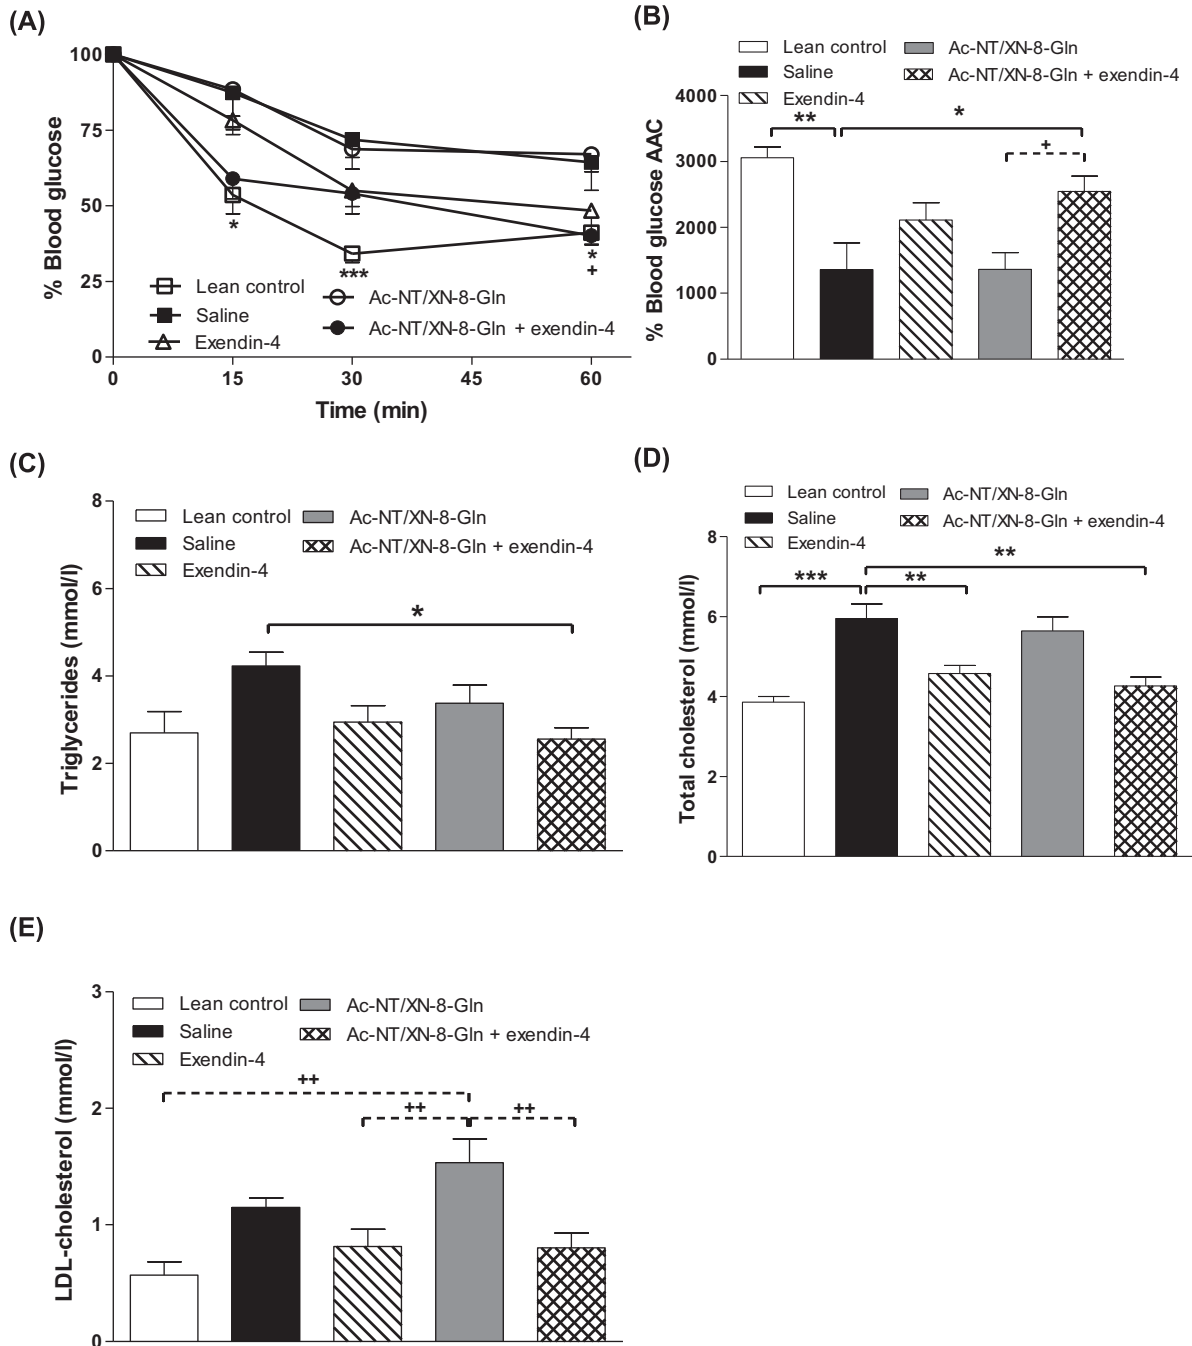 (A)
100
75
50
25
0
% Blood glucose
*
***
*
+
Lean control
Saline
Exendin-4
Ac-NT/XN-8-Gln
Ac-NT/XN-8-Gln + exendin-4
0 15 30 45 60
Time (min)
(B)
Lean control
Saline
Exendin-4
Ac-NT/XN-8-Gln
Ac-NT/XN-8-Gln + exendin-4
4000
3000
2000
1000
0
% Blood glucose AAC
**
*
+
(C)
8
6
4
2
0
Triglycerides (mmol/l)
Lean control
Saline
Exendin-4
Ac-NT/XN-8-Gln
Ac-NT/XN-8-Gln + exendin-4
*
(D)
Lean control
Saline
Exendin-4
Ac-NT/XN-8-Gln
Ac-NT/XN-8-Gln + exendin-4
8
6
4
2
0
Total cholesterol (mmol/l)
***
**
**
(E)
3
2
1
0
LDL-cholesterol (mmol/l)
Lean control
Saline
Exendin-4
Ac-NT/XN-8-Gln
Ac-NT/XN-8-Gln + exendin-4
++
++
++